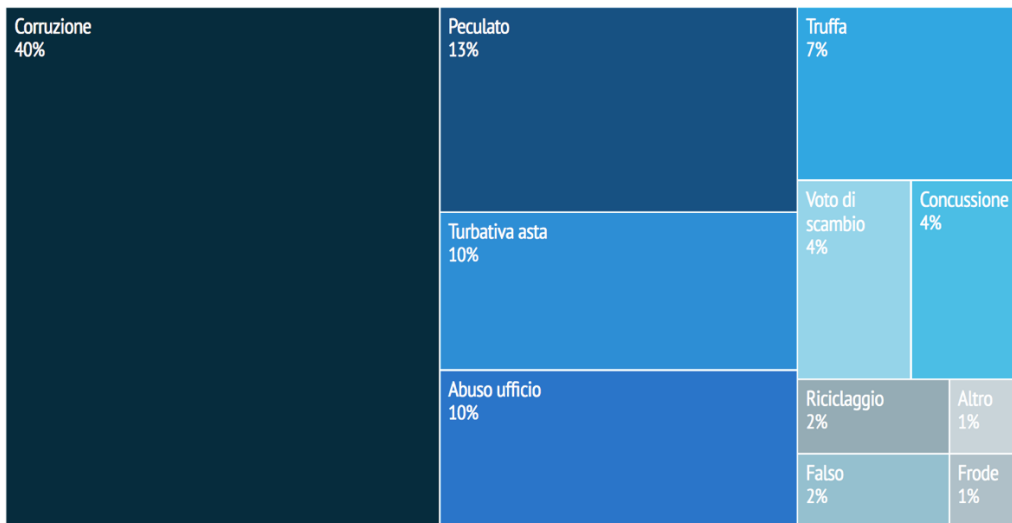 Corruzione
40%
Peculato
13%
Turbativa asta
10%
Abuso ufficio
10%
Truffa
7%
Voto di
scambio
4%
Concussione
4%
Riciclaggio
2%
Altro
1%
Falso
2%
Frode
1%